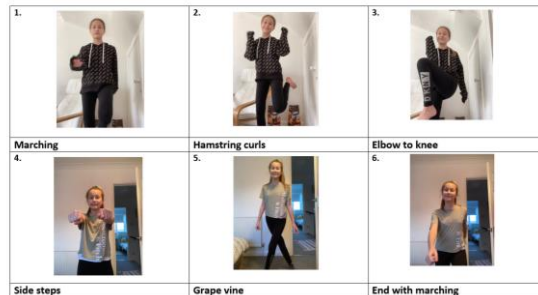 1.
2.
3.
Marching
Hamstring curls
Elbow to knee
4.
5.
6.
Side steps
Grape vine
End with marching